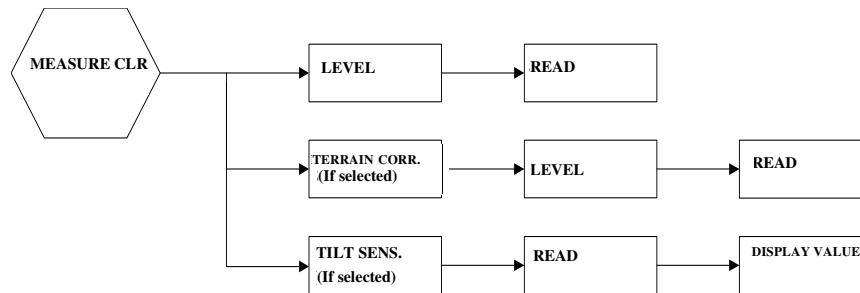 MEASURE CLR
LEVEL
READ
TERRAIN CORR.
(If selected)
LEVEL
READ
TILT SENS.
(If selected)
READ
DISPLAY VALUE